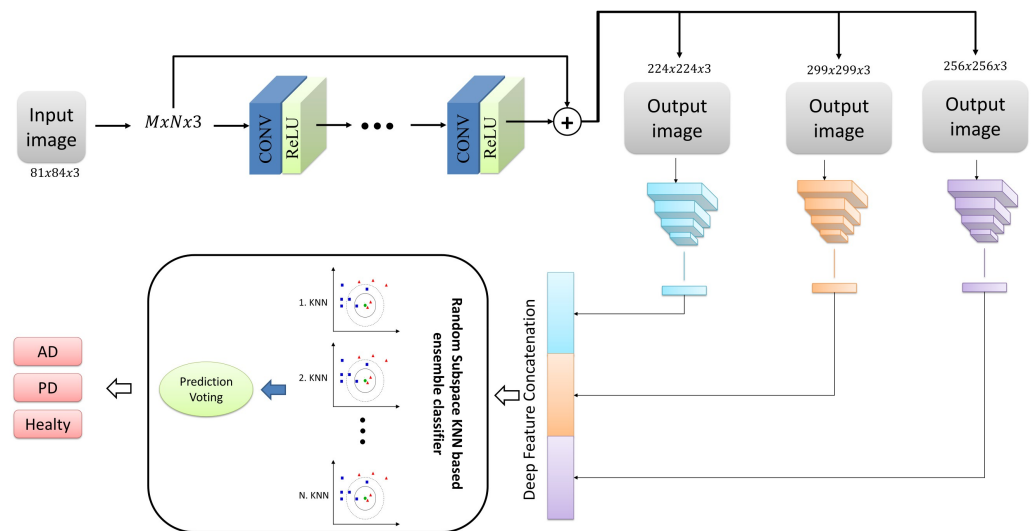 Input
image
81x84x3
MxNx3
CONV
ReLU
CONV
ReLU
+
224x224x3
Output
image
299x299x3
Output
image
256x256x3
Output
image
Deep Feature Concatenation
Random Subspace KNN based
ensemble classifier
1. KNN
2. KNN
N. KNN
Prediction
Voting
AD
PD
Healty